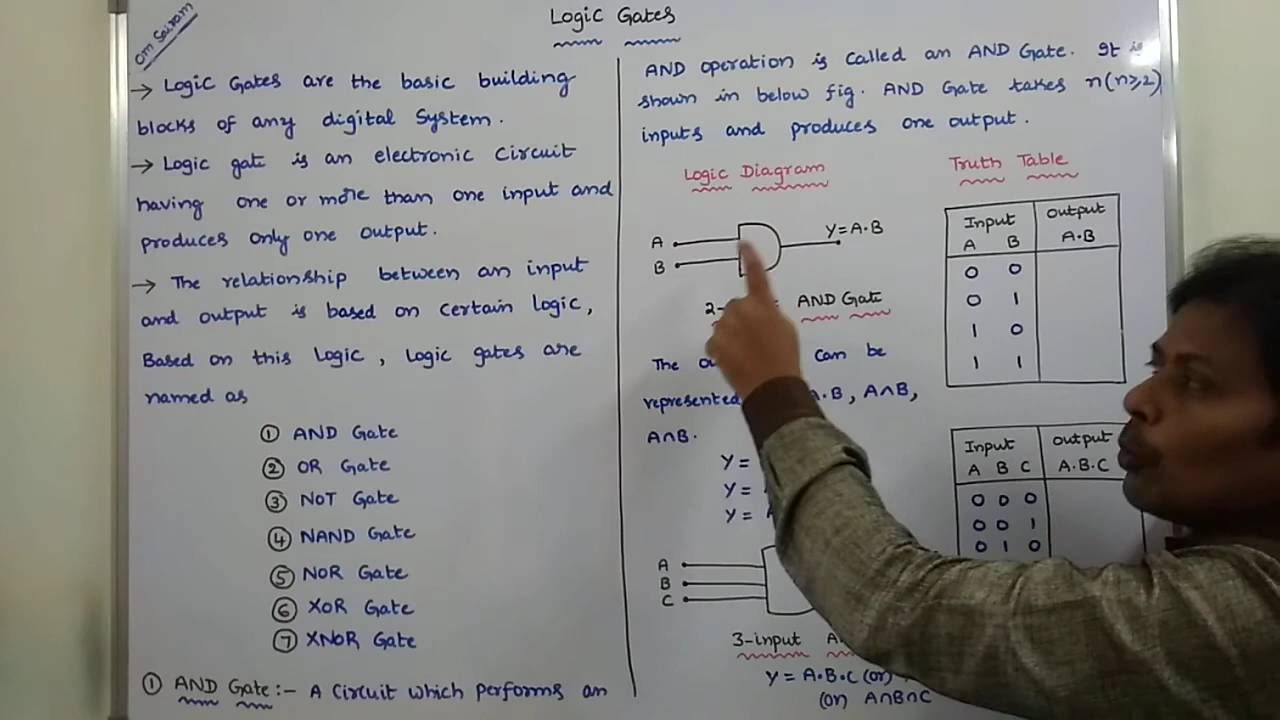 Om Sairam
Logic Gates
→ Logic Gates are the basic building
blocks of any digital System.
→ Logic gate is an electronic circuit
having one or more than one input and
produces only one output.
→ The relationship between an input
and output is based on certain logic,
Based on this Logic, Logic gates are
named as
① AND Gate
② OR Gate
③ NOT Gate
④ NAND Gate
⑤ NOR Gate
⑥ XOR Gate
⑦ XNOR Gate
① AND Gate:- A Circuit which performs an
AND operation is called an AND Gate. It is
shown in below fig. AND Gate takes n(n≥2)
inputs and produces one output.
Logic Diagram
A
B
Y=A·B
2- AND Gate
The can be
represented A·B, A∩B,
A∩B.
Y =
Y =
Y =
A
B
C
3-input
Y = A·B·C (or)
(or) A∩B∩C
Truth Table
Input Output
A B A·B
0 0
0 1
1 0
1 1
Input Output
A B C A·B·C
0 0 0
0 0 1
0 1 0